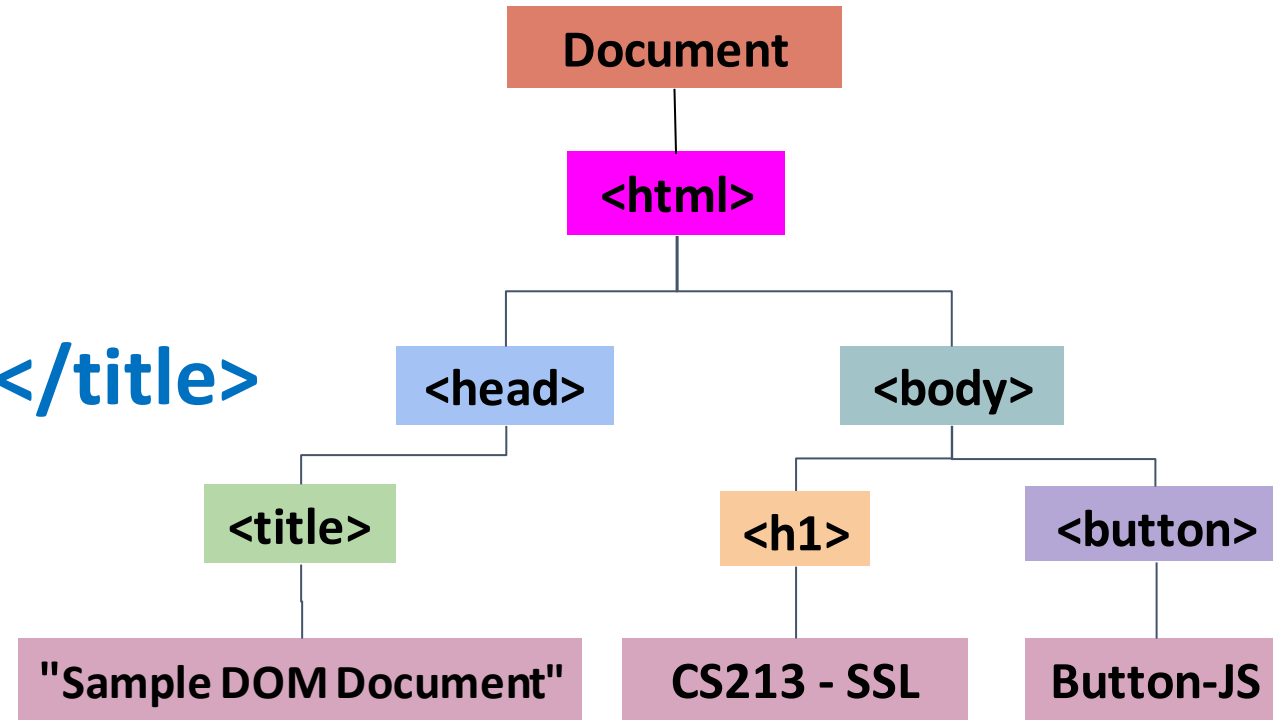 Document
<html>
</title>
<head>
<body>
<title>
<h1>
<button>
"Sample DOM Document"
CS213 - SSL
Button-JS